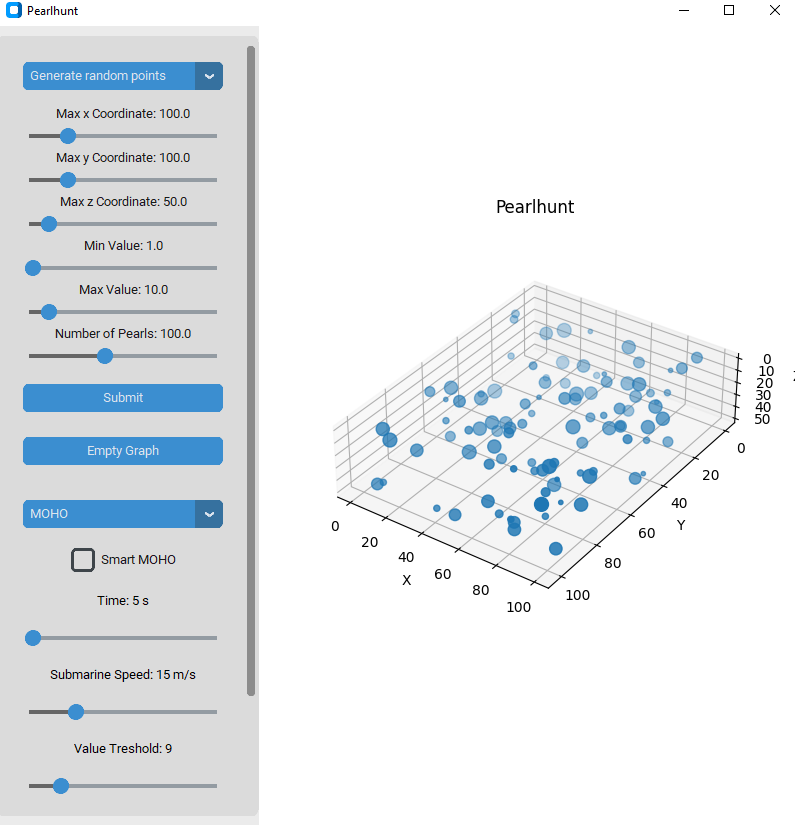 Pearlhunt
Generate random points
Max x Coordinate: 100.0
Max y Coordinate: 100.0
Max z Coordinate: 50.0
Min Value: 1.0
Max Value: 10.0
Number of Pearls: 100.0
Submit
Empty Graph
MOHO
Smart MOHO
Time: 5 s
Submarine Speed: 15 m/s
Value Treshold: 9
Pearlhunt
0
10
20
30
40
50
0
20
40
60
80
100
Y
0
20
40
60
80
100
X